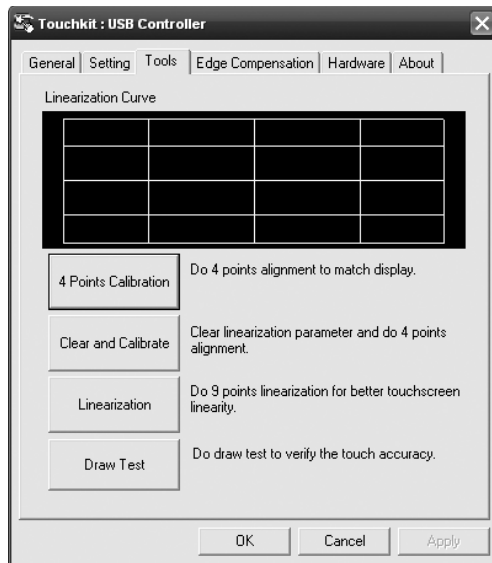 Touchkit : USB Controller
General Setting Tools Edge Compensation Hardware About
Linearization Curve
4 Points Calibration
Do 4 points alignment to match display.
Clear and Calibrate
Clear linearization parameter and do 4 points
alignment.
Linearization
Do 9 points linearization for better touchscreen
linearity.
Draw Test
Do draw test to verify the touch accuracy.
OK Cancel Apply